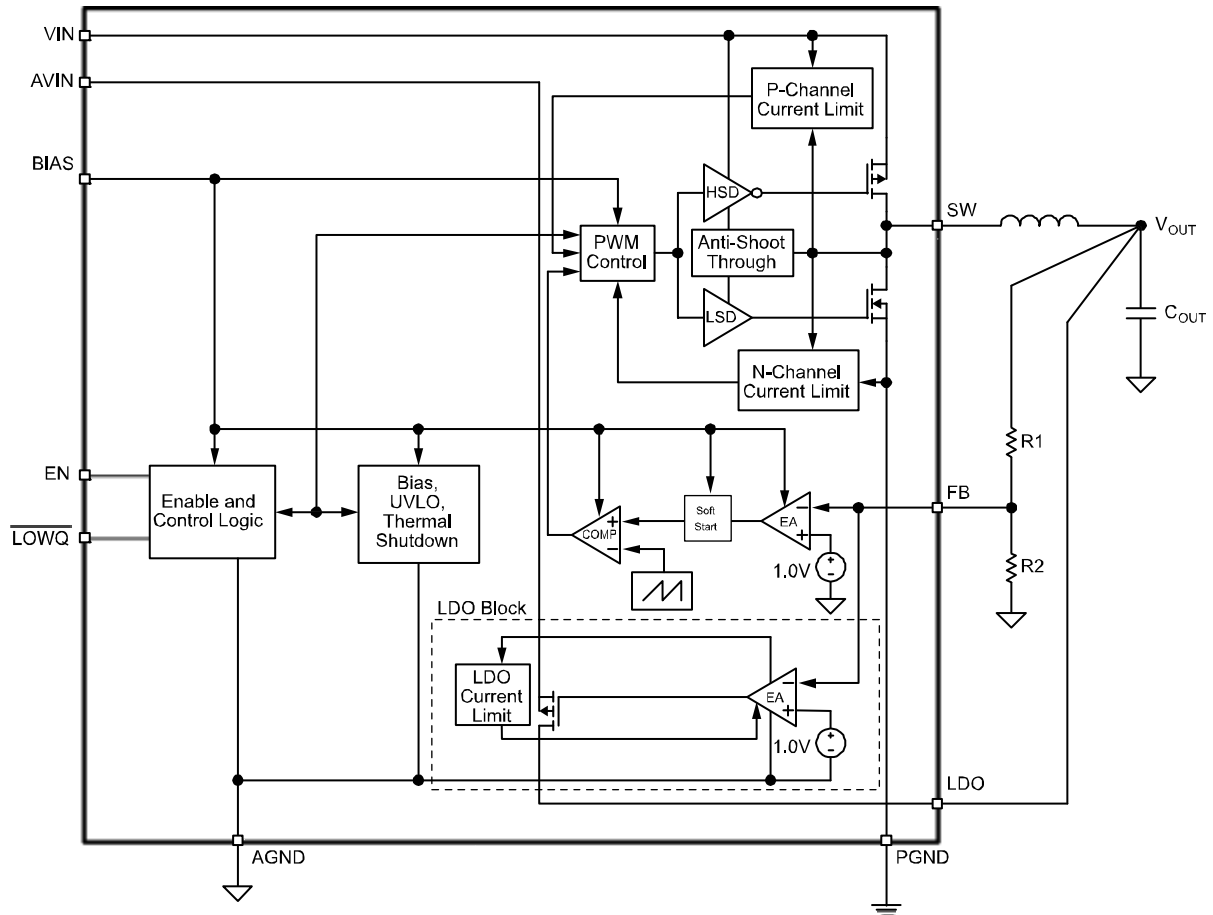 VIN
AVIN
P-Channel
Current Limit
BIAS
HSD
SW
VOUT
PWM
Control
Anti-Shoot
Through
LSD
COUT
N-Channel
Current Limit
R1
EN
Enable and
Control Logic
LOWQ
Bias,
UVLO,
Thermal
Shutdown
COMP
+
−
Soft
Start
EA
−
+
1.0V
+
−
FB
R2
LDO Block
LDO
Current
Limit
EA
−
+
1.0V
+
−
LDO
AGND
PGND